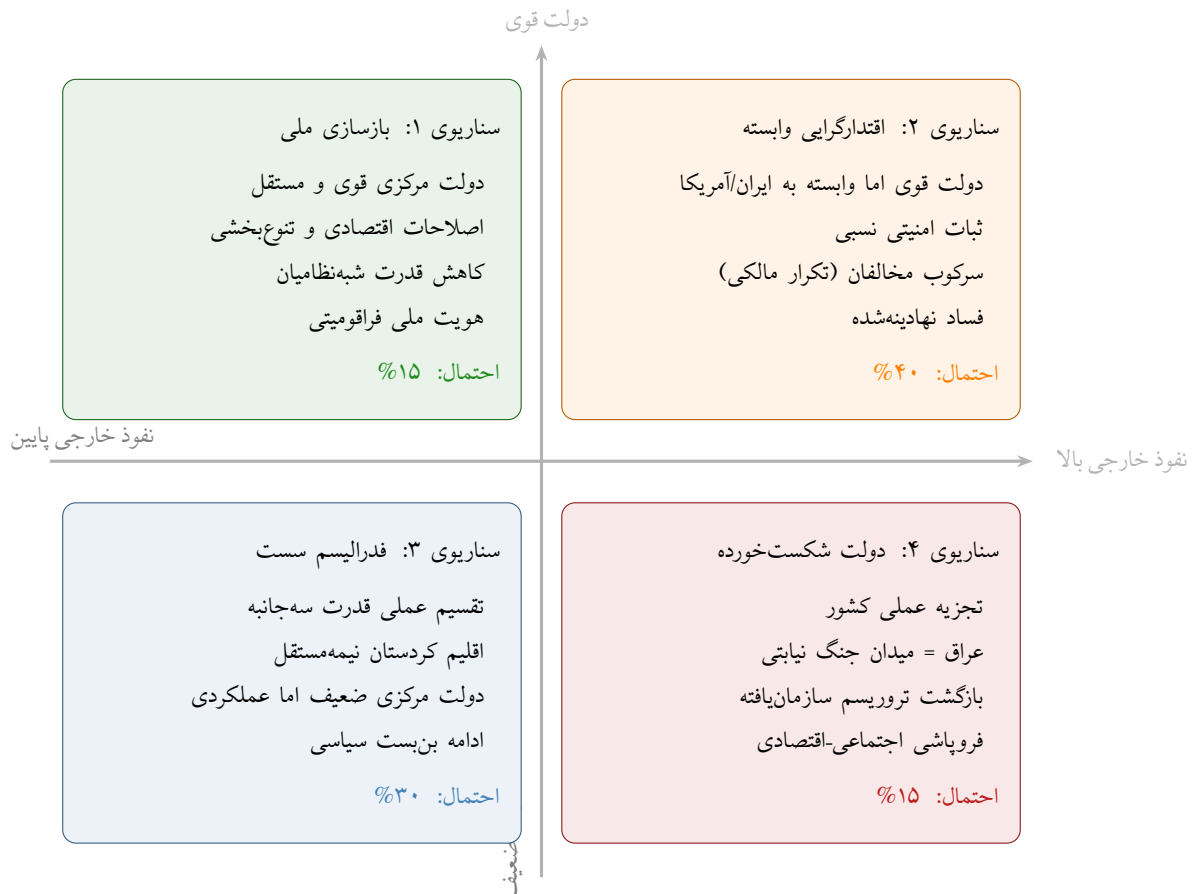 دولت قوی
سناریوی ۱: بازسازی ملی
دولت مرکزی قوی و مستقل
اصلاحات اقتصادی و تنوع‌بخشی
کاهش قدرت شبه‌نظامیان
هویت ملی فراقومیتی
احتمال: ۱۵%
سناریوی ۲: اقتدارگرایی وابسته
دولت قوی اما وابسته به ایران/آمریکا
ثبات امنیتی نسبی
سرکوب مخالفان (تکرار مالکی)
فساد نهادینه‌شده
احتمال: ۴۰%
نفوذ خارجی پایین
نفوذ خارجی بالا
سناریوی ۳: فدرالیسم سست
تقسیم عملی قدرت سه‌جانبه
اقلیم کردستان نیمه‌مستقل
دولت مرکزی ضعیف اما عملکردی
ادامه بن‌بست سیاسی
احتمال: ۳۰%
سناریوی ۴: دولت شکست‌خورده
تجزیه عملی کشور
عراق = میدان جنگ نیابتی
بازگشت تروریسم سازمان‌یافته
فروپاشی اجتماعی-اقتصادی
احتمال: ۱۵%
ضعیف